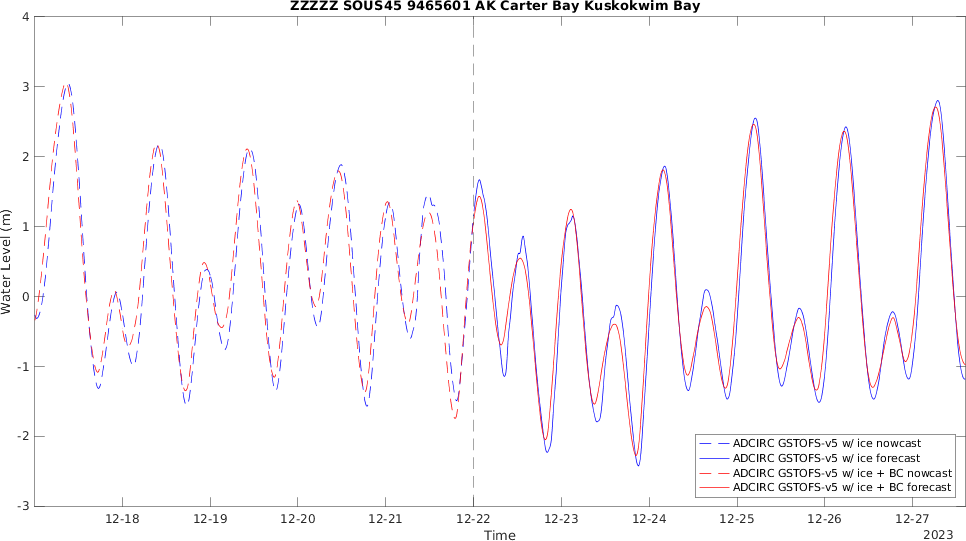 ZZZZZ SOUS45 9465601 AK Carter Bay Kuskokwim Bay
Water Level (m)
4
3
2
1
0
-1
-2
-3
ADCIRC GSTOFS-v5 w/ ice nowcast
ADCIRC GSTOFS-v5 w/ ice forecast
ADCIRC GSTOFS-v5 w/ ice + BC nowcast
ADCIRC GSTOFS-v5 w/ ice + BC forecast
12-18 12-19 12-20 12-21 12-22 12-23 12-24 12-25 12-26 12-27
Time
2023